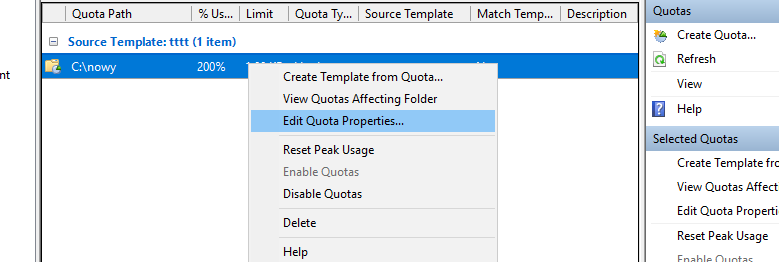 Quota Path % Us... Limit Quota Ty... Source Template Match Temp... Description
Source Template: tttt (1 item)
C:\nowy 200%
Create Template from Quota...
View Quotas Affecting Folder
Edit Quota Properties...
Reset Peak Usage
Enable Quotas
Disable Quotas
Delete
Help
nt
Quotas
Create Quota...
Refresh
View
Help
Selected Quotas
Create Template fro
View Quotas Affect
Edit Quota Properti
Reset Peak Usage
Enable Quotas